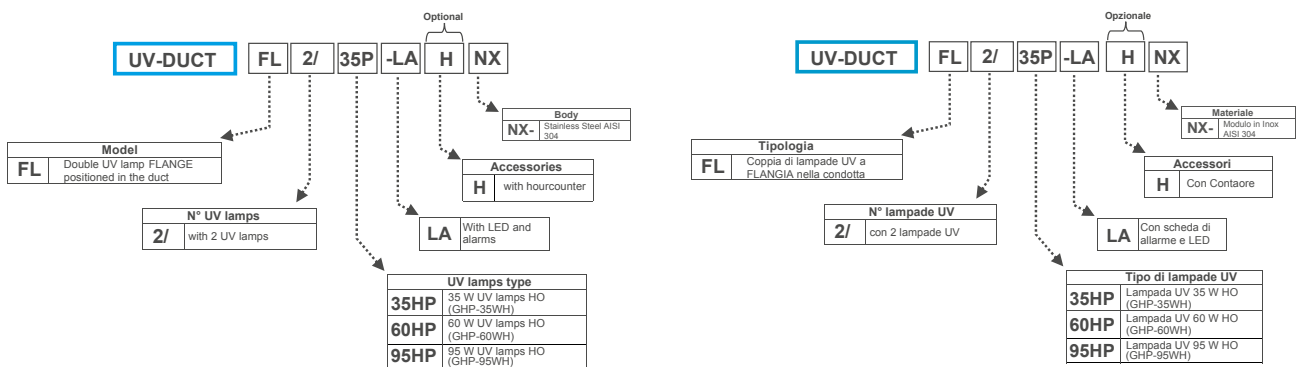 Optional
UV-DUCT FL 2/ 35P -LA H NX
Body
NX- Stainless Steel AISI
304
Model
FL Double UV lamp FLANGE
positioned in the duct
Accessories
H with hourcounter
N° UV lamps
2/ with 2 UV lamps
LA With LED and
alarms
UV lamps type
35HP 35 W UV lamps HO
(GHP-35WH)
60HP 60 W UV lamps HO
(GHP-60WH)
95HP 95 W UV lamps HO
(GHP-95WH)
Opzionale
UV-DUCT FL 2/ 35P -LA H NX
Materiale
NX- Modulo in Inox
AISI 304
Tipologia
FL Coppia di lampade UV a
FLANGIA nella condotta
Accessori
H Con Contaore
N° lampade UV
2/ con 2 lampade UV
LA Con scheda di
allarme e LED
Tipo di lampade UV
35HP Lampada UV 35 W HO
(GHP-35WH)
60HP Lampada UV 60 W HO
(GHP-60WH)
95HP Lampada UV 95 W HO
(GHP-95WH)